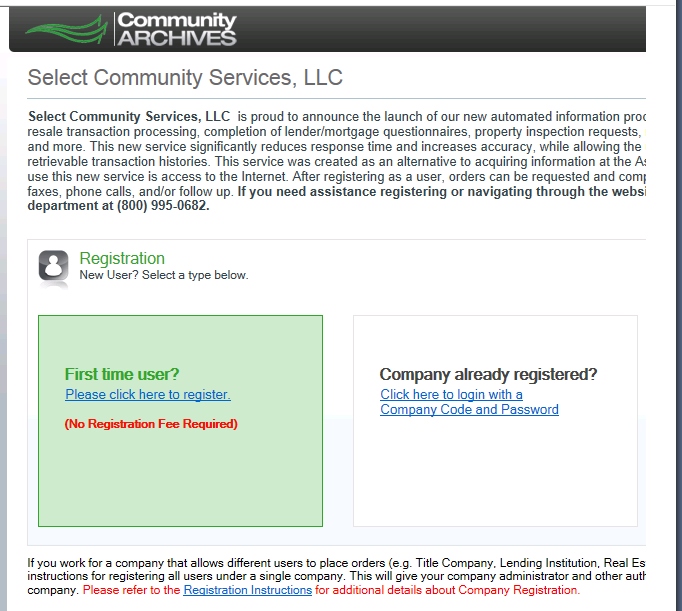 Community
ARCHIVES
Select Community Services, LLC
Select Community Services, LLC is proud to announce the launch of our new automated information
resale transaction processing, completion of lender/mortgage questionnaires, property inspection requests,
and more. This new service significantly reduces response time and increases accuracy, while allowing the
retrievable transaction histories. This service was created as an alternative to acquiring information at the
use this new service is access to the Internet. After registering as a user, orders can be requested and
faxes, phone calls, and/or follow up. If you need assistance registering or navigating through the
department at (800) 995-0682.
Registration
New User? Select a type below.
First time user?
Please click here to register.
(No Registration Fee Required)
Company already registered?
Click here to login with a
Company Code and Password
If you work for a company that allows different users to place orders (e.g. Title Company, Lending Institution, Real
instructions for registering all users under a single company. This will give your company administrator and other
company. Please refer to the Registration Instructions for additional details about Company Registration.